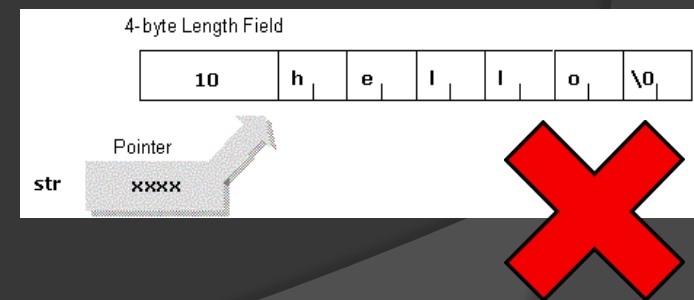 4-byte Length Field
10 h e l l o \0
Pointer
str xxxx